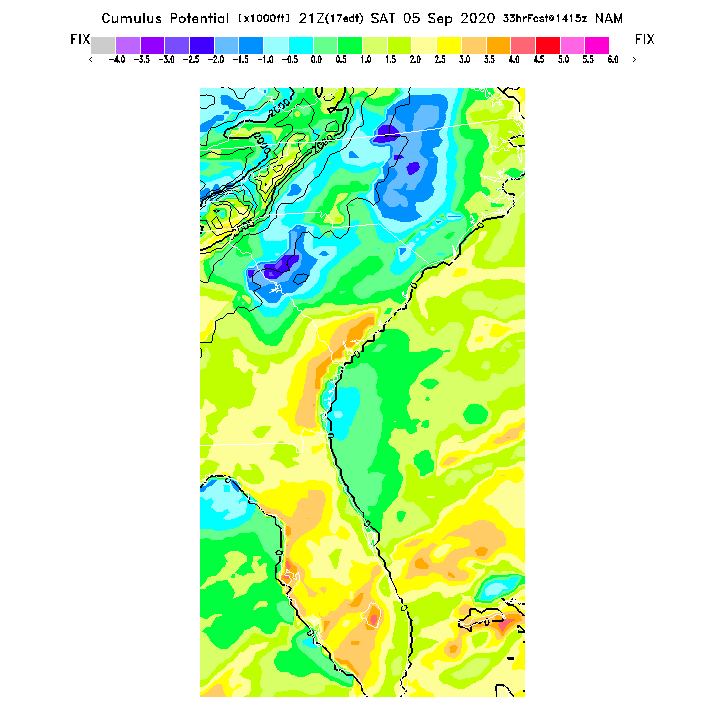 Cumulus Potential [x1000ft] 21Z(17edt) SAT 05 Sep 2020 33hrFcst@1415z NAM
FIX FIX
< -4.0 -3.5 -3.0 -2.5 -2.0 -1.5 -1.0 -0.5 0.0 0.5 1.0 1.5 2.0 2.5 3.0 3.5 4.0 4.5 5.0 5.5 6.0 >
2000
2000